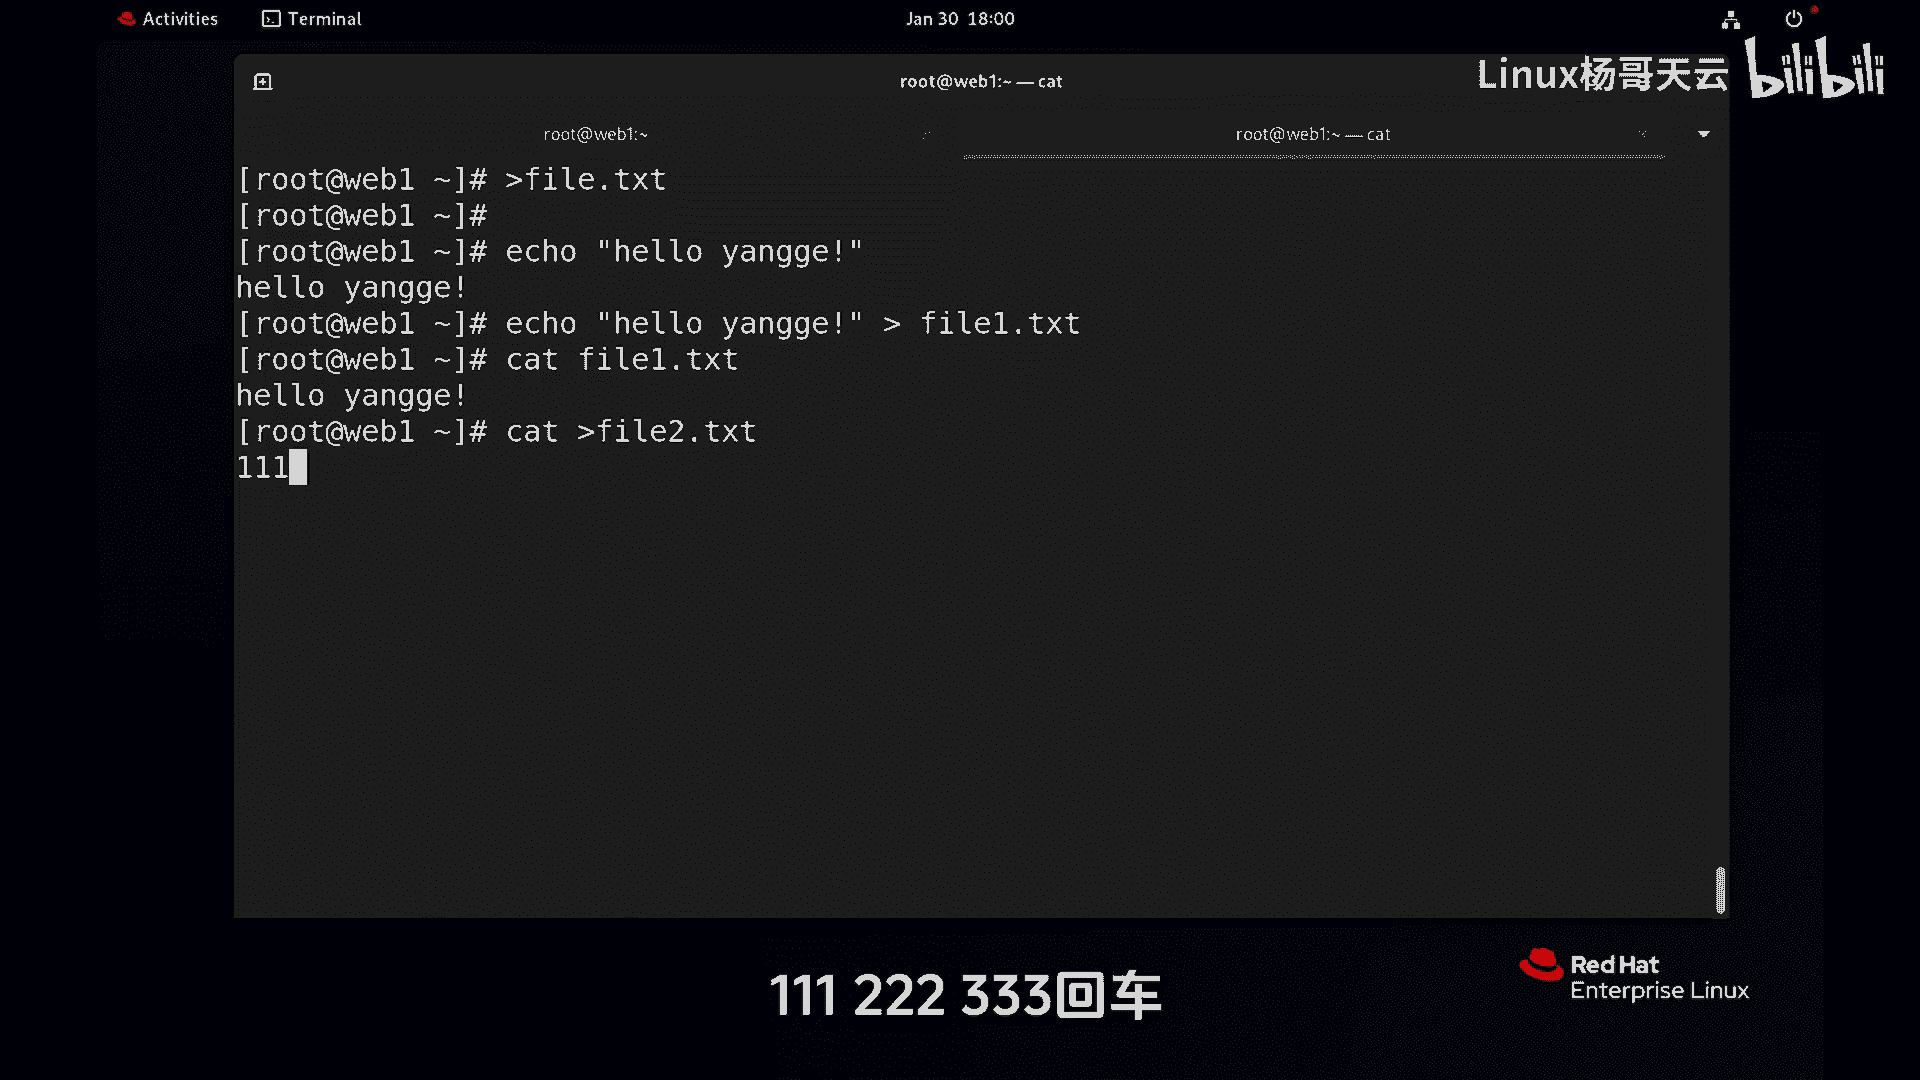 Activities Terminal Jan 30 18:00
Linux杨哥天云 bilibili
root@web1:~ — cat
root@web1:~ root@web1:~ — cat
[root@web1 ~]# >file.txt
[root@web1 ~]#
[root@web1 ~]# echo "hello yangge!"
hello yangge!
[root@web1 ~]# echo "hello yangge!" > file1.txt
[root@web1 ~]# cat file1.txt
hello yangge!
[root@web1 ~]# cat >file2.txt
111
Red Hat
Enterprise Linux
111 222 333回车